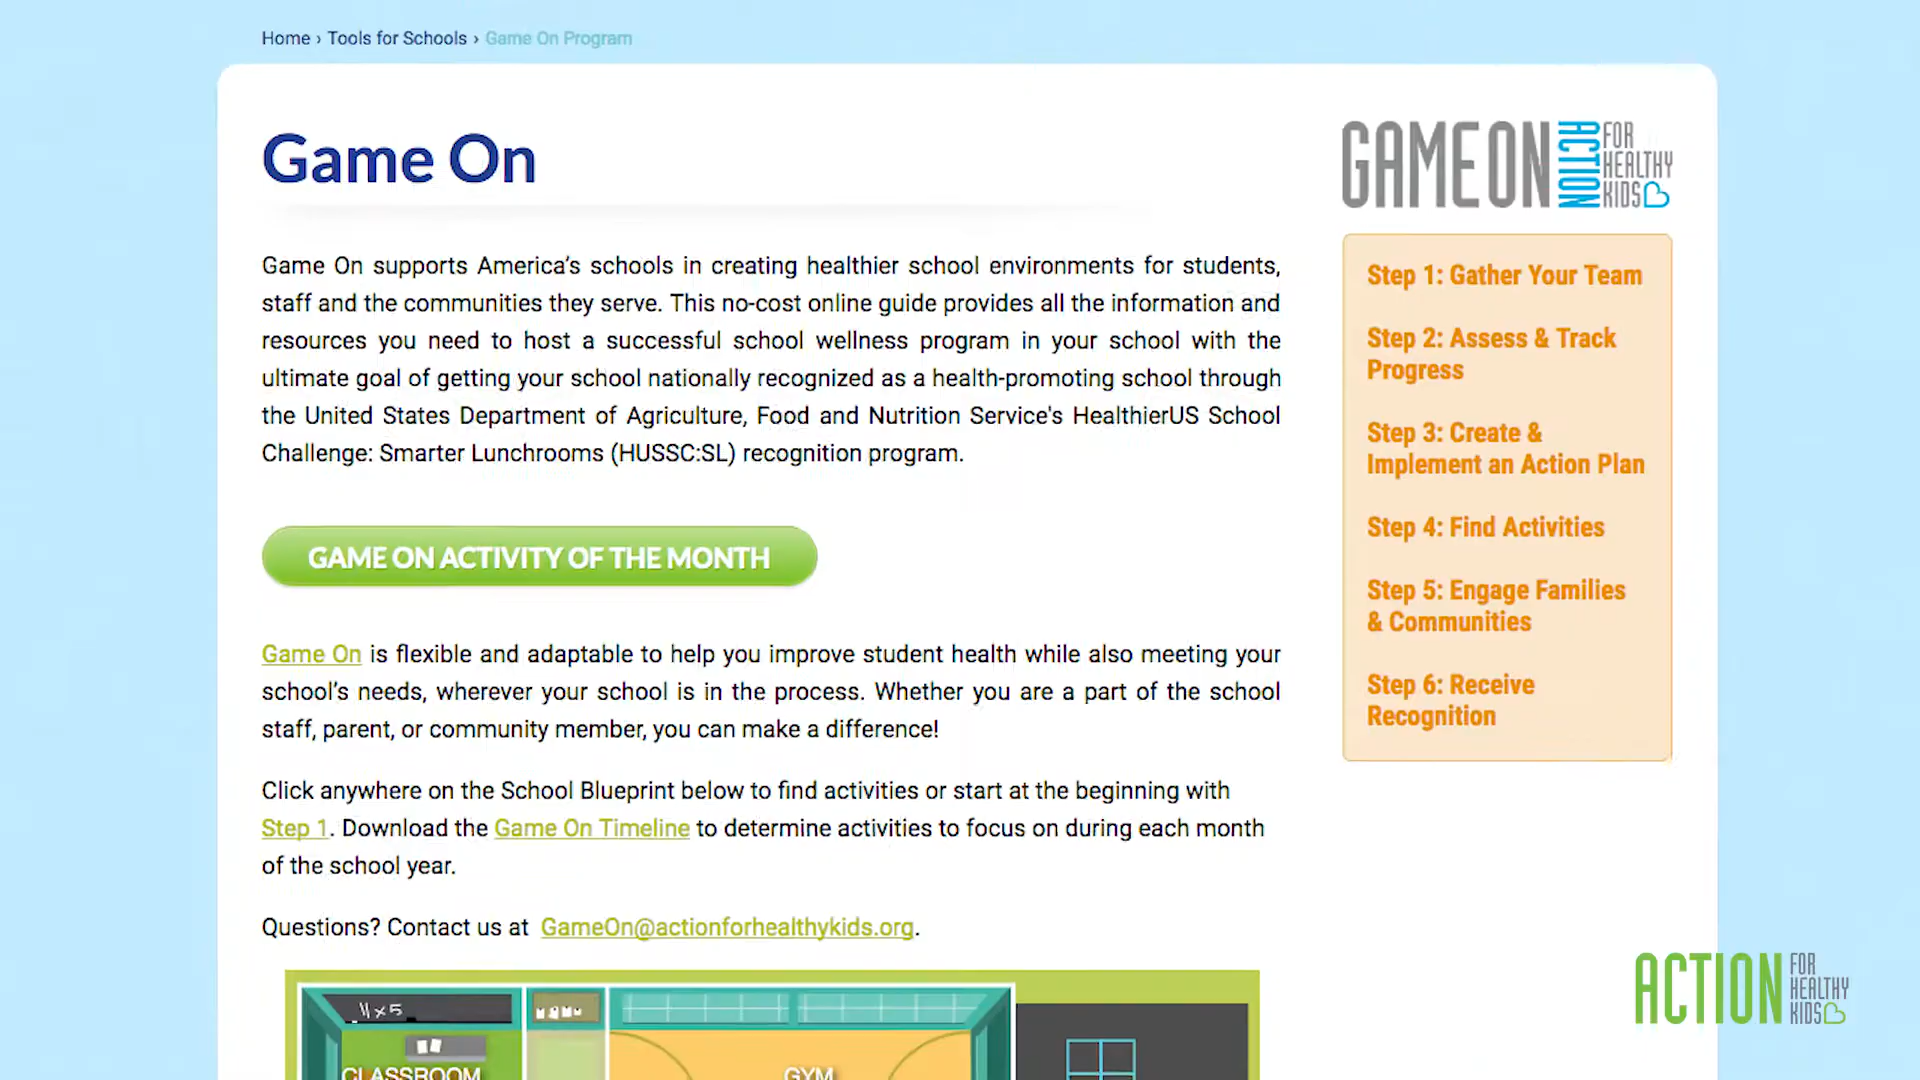 Home › Tools for Schools › Game On Program
Game On
Game On supports America’s schools in creating healthier school environments for students,
staff and the communities they serve. This no-cost online guide provides all the information and
resources you need to host a successful school wellness program in your school with the
ultimate goal of getting your school nationally recognized as a health-promoting school through
the United States Department of Agriculture, Food and Nutrition Service's HealthierUS School
Challenge: Smarter Lunchrooms (HUSSC:SL) recognition program.
GAME ON ACTIVITY OF THE MONTH
Game On is flexible and adaptable to help you improve student health while also meeting your
school’s needs, wherever your school is in the process. Whether you are a part of the school
staff, parent, or community member, you can make a difference!
Click anywhere on the School Blueprint below to find activities or start at the beginning with
Step 1. Download the Game On Timeline to determine activities to focus on during each month
of the school year.
Questions? Contact us at GameOn@actionforhealthykids.org.
GAME ON ACTION FOR
HEALTHY
KIDS
Step 1: Gather Your Team
Step 2: Assess & Track
Progress
Step 3: Create &
Implement an Action Plan
Step 4: Find Activities
Step 5: Engage Families
& Communities
Step 6: Receive
Recognition
11 x 5
CLASSROOM
GYM
ACTION FOR
HEALTHY
KIDS